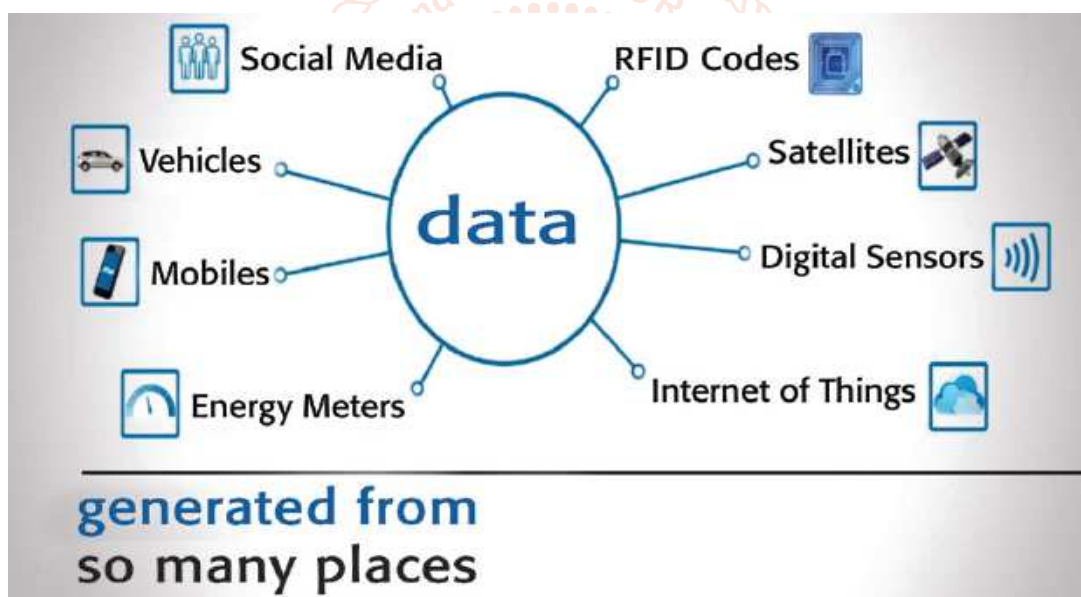 Social Media
RFID Codes
Vehicles
Satellites
data
Mobiles
Digital Sensors
Energy Meters
Internet of Things
generated from
so many places